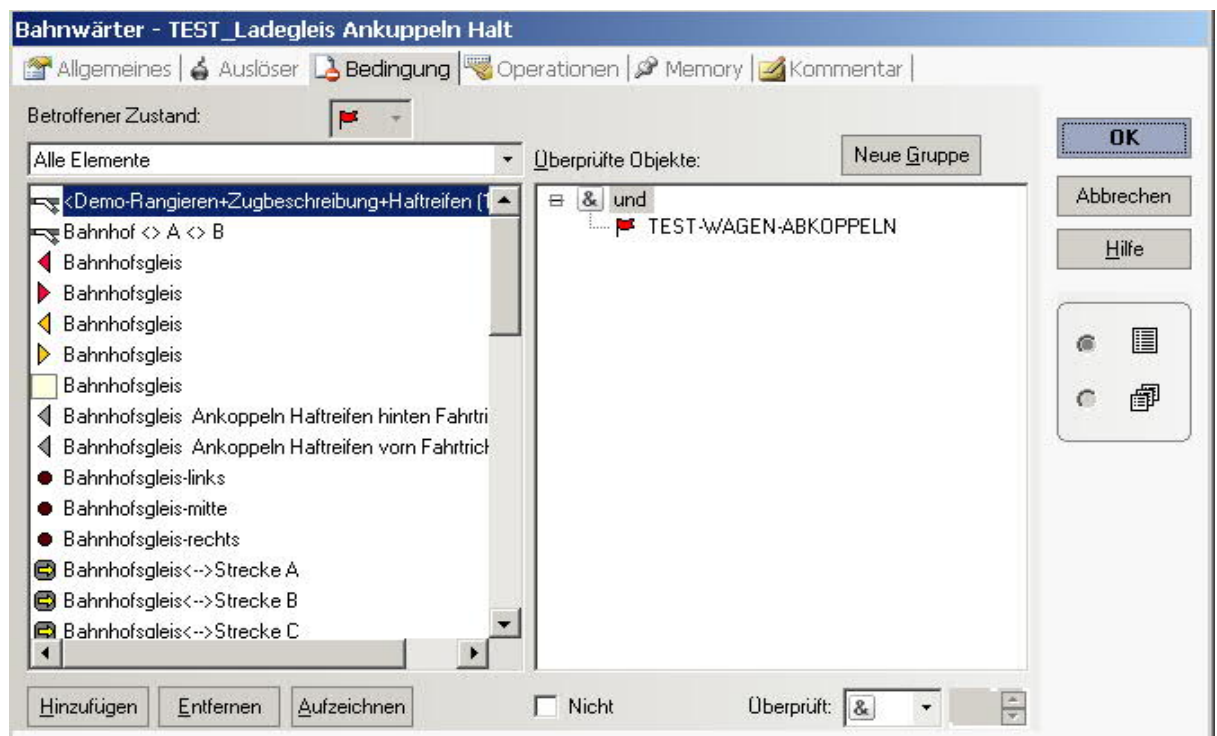 Bahnwärter - TEST_Ladegleis Ankuppeln Halt
Allgemeines | Auslöser | Bedingung | Operationen | Memory | Kommentar |
Betroffener Zustand:
Alle Elemente
Überprüfte Objekte:
Neue Gruppe
OK
Abbrechen
Hilfe
<Demo-Rangieren+Zugbeschreibung+Haftreifen (1
Bahnhof <> A <> B
Bahnhofsgleis
Bahnhofsgleis
Bahnhofsgleis
Bahnhofsgleis
Bahnhofsgleis
Bahnhofsgleis Ankoppeln Haftreifen hinten Fahrtri
Bahnhofsgleis Ankoppeln Haftreifen vorn Fahrtrich
Bahnhofsgleis-links
Bahnhofsgleis-mitte
Bahnhofsgleis-rechts
Bahnhofsgleis<-->Strecke A
Bahnhofsgleis<-->Strecke B
Bahnhofsgleis<-->Strecke C
& und
TEST-WAGEN-ABKOPPELN
Hinzufügen
Entfernen
Aufzeichnen
Nicht
Überprüft: &